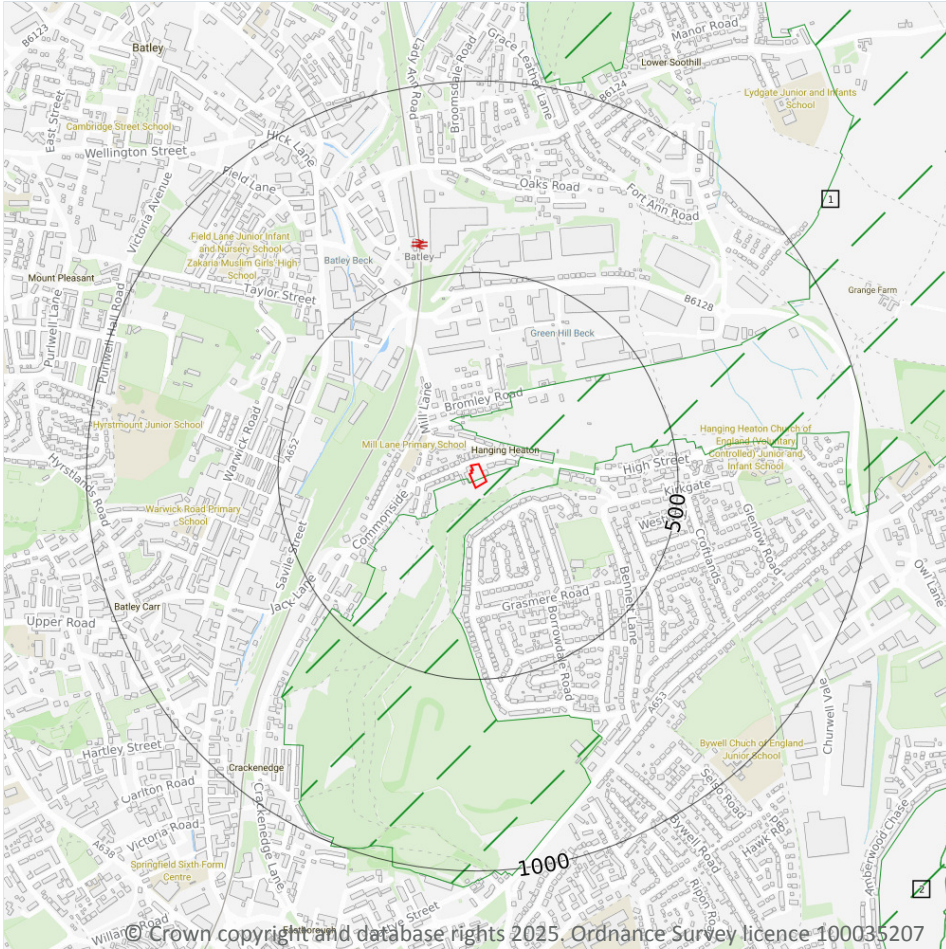 B6123
Batley
Lady Ann Road
Broomsdale Road
Grace Leather Lane
Manor Road
Lower Soothill
B6124
Lydgate Junior and Infants
School
East Street
Cambridge Street School
Hick Lane
Wellington Street
Victoria Avenue
Field Lane
Oaks Road
Fort Ann Road
1
Field Lane Junior Infant
and Nursery School
Zakaria Muslim Girls' High
School
Batley Beck
Batley
Mount Pleasant
Taylor Street
Grange Farm
B6128
Purlwell Lane
Purlwell Hall Road
Green Hill Beck
Mill Lane
Bromley Road
Hyrstmount Junior School
Warwick Road
A652
Mill Lane Primary School
Hanging Heaton
Hanging Heaton Church of
England (Voluntary
Controlled) Junior and
Infant School
High Street
Kirkgate
Hyrstlands Road
Commonside
500
Warwick Road Primary
School
Savile Street
Croftlands
Glenlow Road
Bennett Lane
Owl Lane
Jack Lane
Batley Carr
Upper Road
Grasmere Road
Borrowdale Road
A653
Churwell Vale
Hartley Street
Crackenedge
Bywell Chuch of England
Junior School
Carlton Road
Crackenedge Lane
Bywell Road
Victoria Road
A638
Springfield Sixth Form
Centre
1000
Ripon Road
Amberwood Chase
2
Eastborough
Street
© Crown copyright and database rights 2025. Ordnance Survey licence 100035207